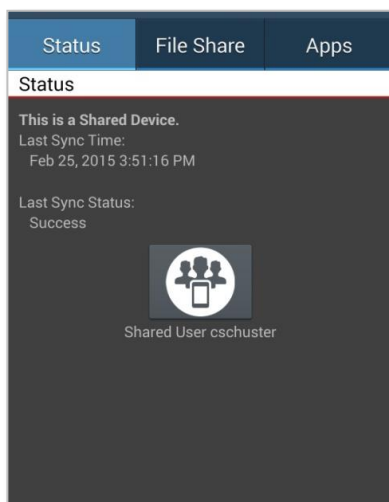 Status File Share Apps
Status
This is a Shared Device.
Last Sync Time:
Feb 25, 2015 3:51:16 PM
Last Sync Status:
Success
Shared User cschuster